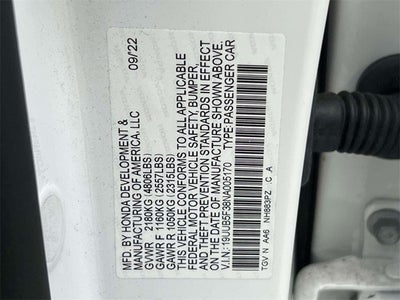 MFD. BY HONDA DEVELOPMENT & 09/22
MANUFACTURING OF AMERICA, LLC
GVWR 2180KG( 4806LBS)
GAWR F 1160KG( 2557LBS)
GAWR R 1050KG( 2315LBS)
THIS VEHICLE CONFORMS TO ALL APPLICABLE
FEDERAL MOTOR VEHICLE SAFETY, BUMPER,
AND THEFT PREVENTION STANDARDS IN EFFECT
ON THE DATE OF MANUFACTURE SHOWN ABOVE.
V.I.N.: 19UUB5F38NA005170 TYPE:PASSENGER CAR
TGV N AA6 NH883PZ C A